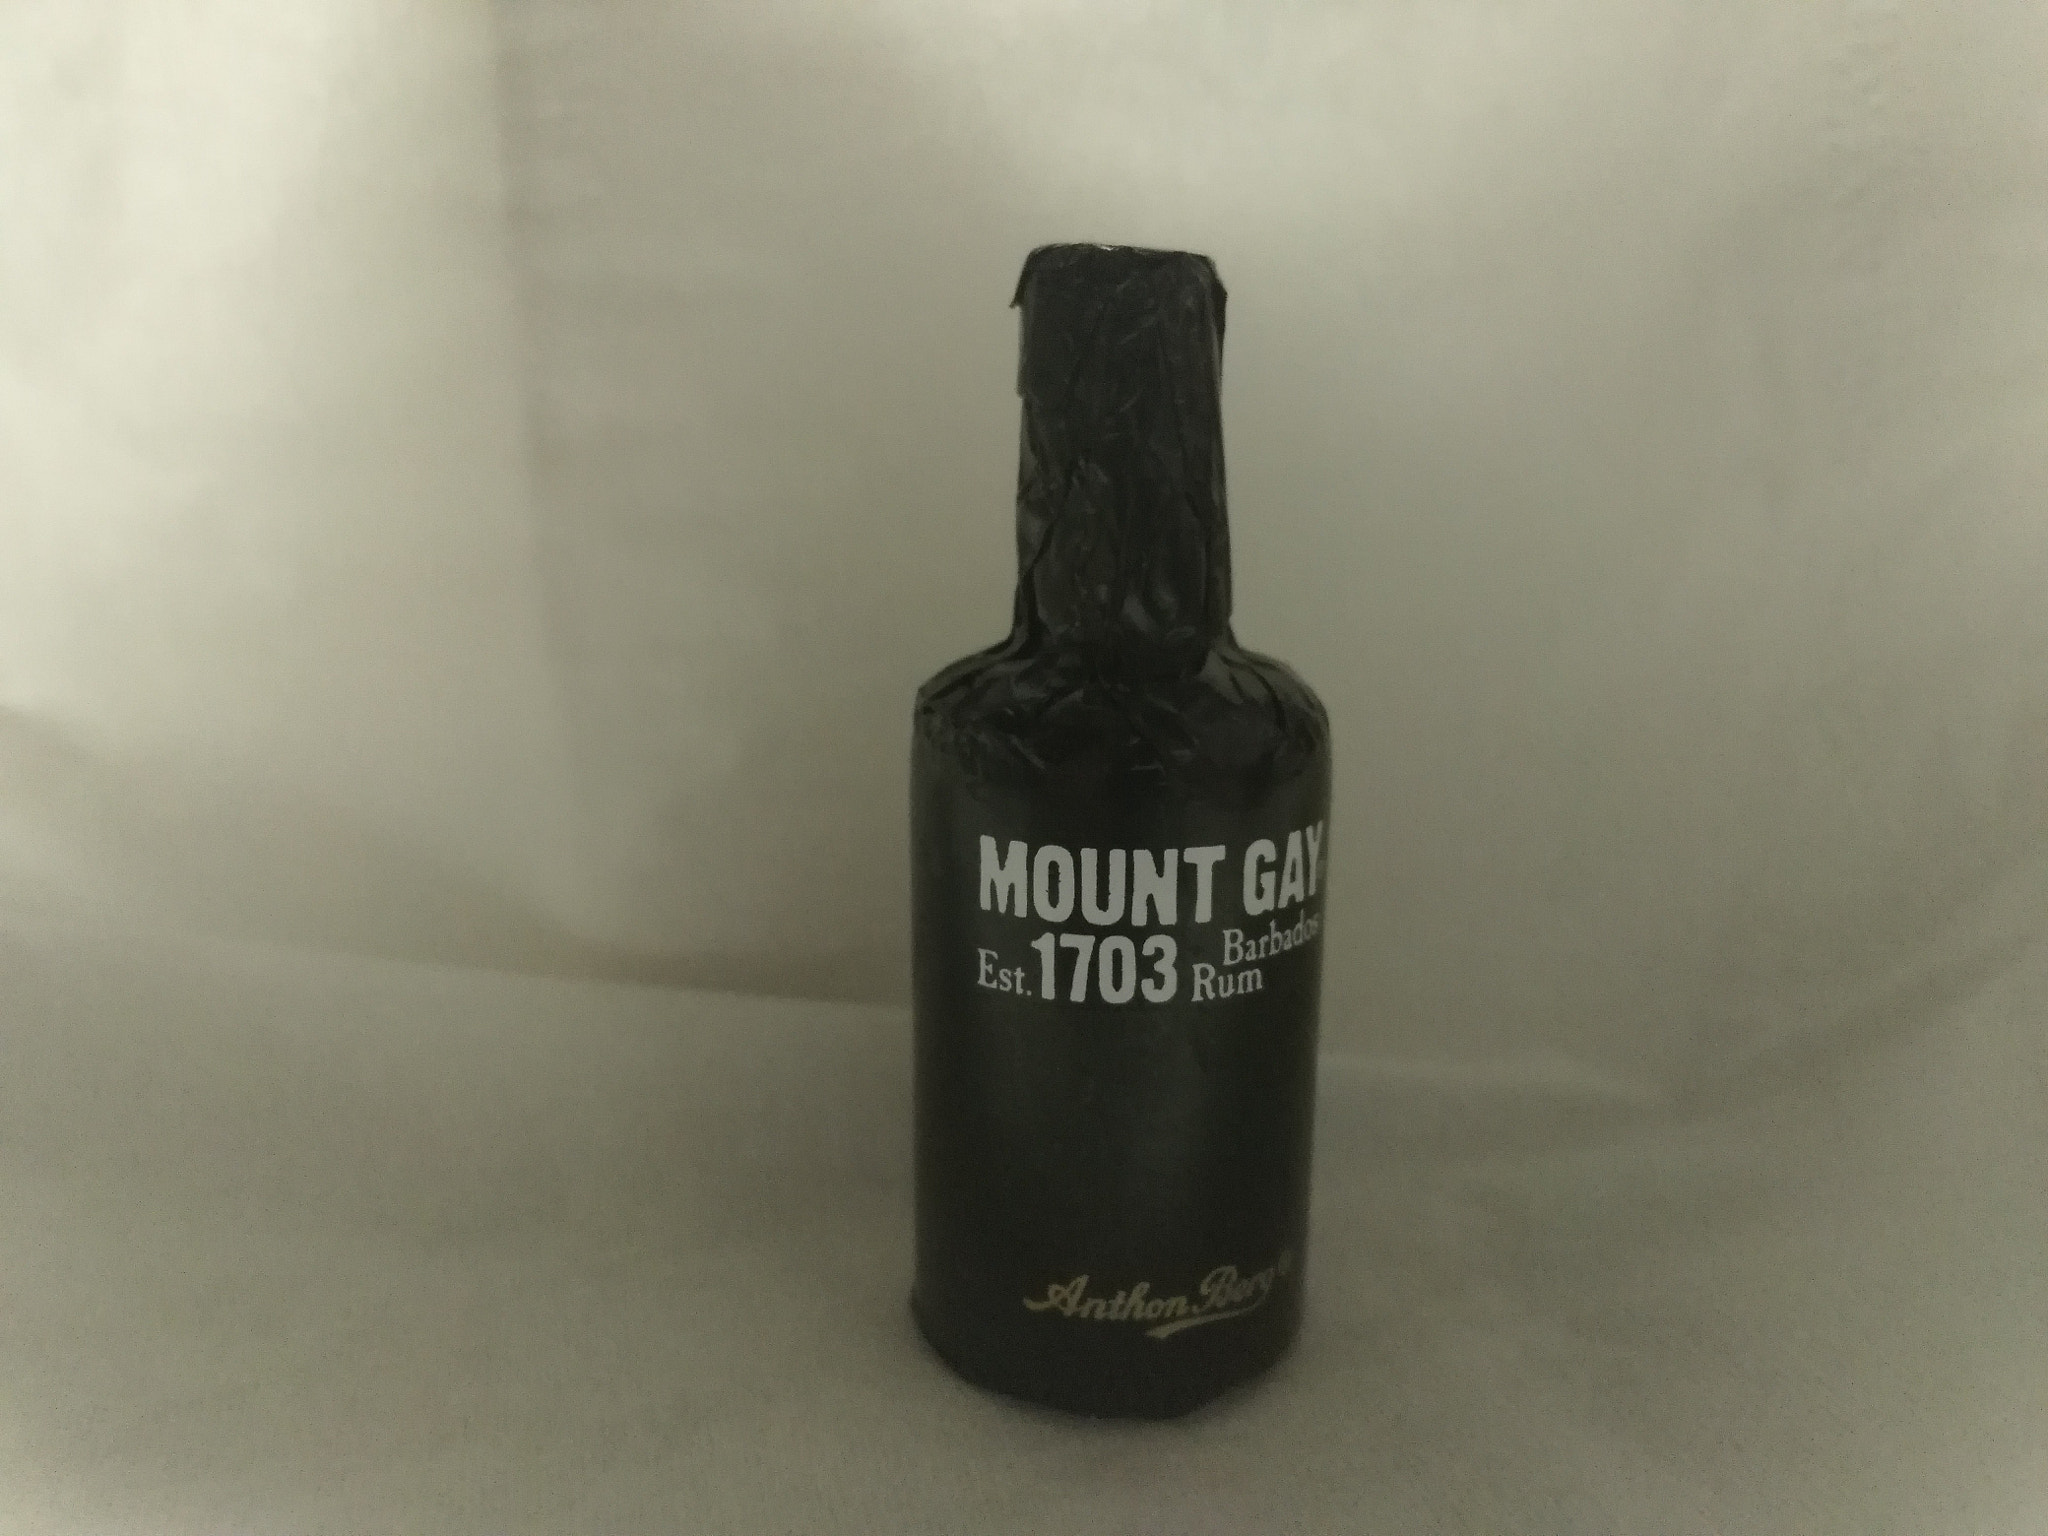 MOUNT GAY
Est. 1703 Barbados
Rum
Anthon Berg